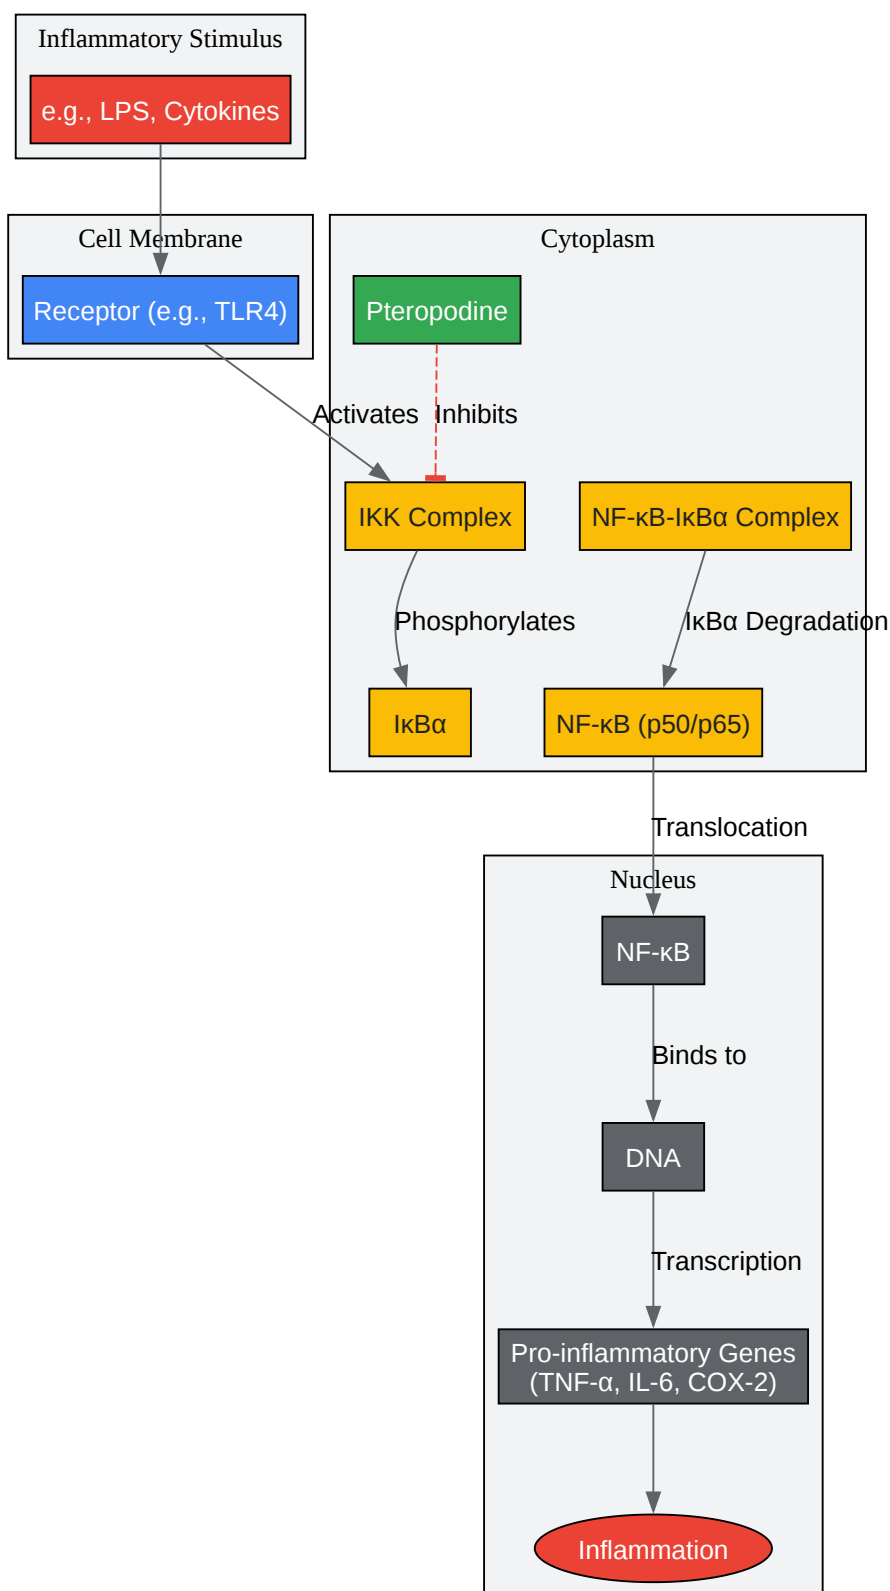 Inflammatory Stimulus
e.g., LPS, Cytokines
Cell Membrane
Receptor (e.g., TLR4)
Cytoplasm
Pteropodine
Activates
Inhibits
IKK Complex
NF-κB-IκBα Complex
Phosphorylates
IκBα Degradation
IκBα
NF-κB (p50/p65)
Translocation
Nucleus
NF-κB
Binds to
DNA
Transcription
Pro-inflammatory Genes
(TNF-α, IL-6, COX-2)
Inflammation